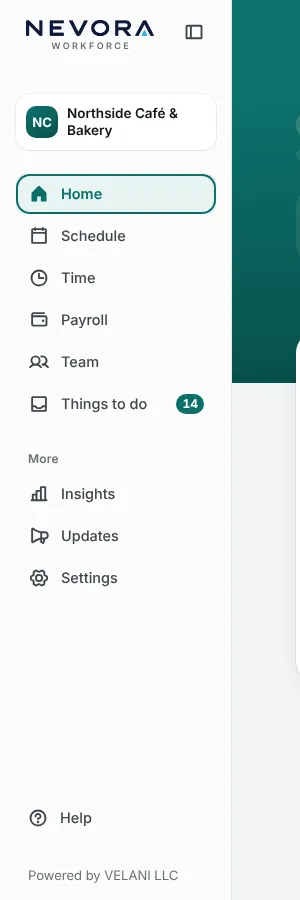 NEVORA
WORKFORCE
NC
Northside Café &
Bakery
Home
Schedule
Time
Payroll
Team
Things to do 14
More
Insights
Updates
Settings
Help
Powered by VELANI LLC